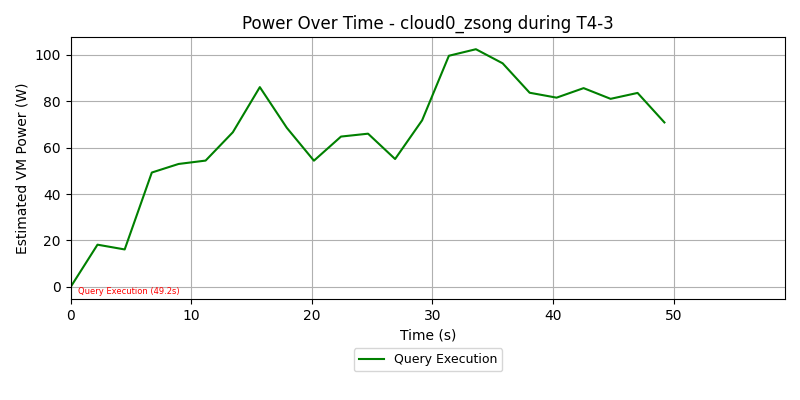 Power Over Time - cloud0_zsong during T4-3
Estimated VM Power (W)
100
80
60
40
20
0
Query Execution (49.2s)
0 10 20 30 40 50
Time (s)
Query Execution